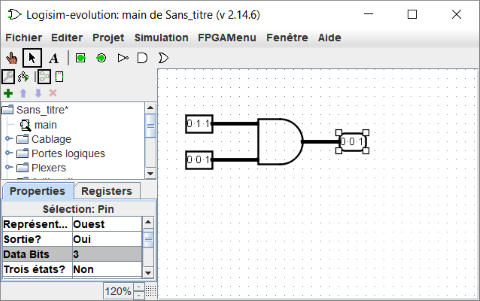 Logisim-evolution: main de Sans_titre (v 2.14.6)
Fichier Editer Projet Simulation FPGAMenu Fenêtre Aide
A
Sans_titre*
main
Cablage
Portes logiques
Plexers
Properties Registers
Sélection: Pin
Représent... Ouest
Sortie? Oui
Data Bits 3
Trois états? Non
120%
0 1 1
0 0 1
0 0 1